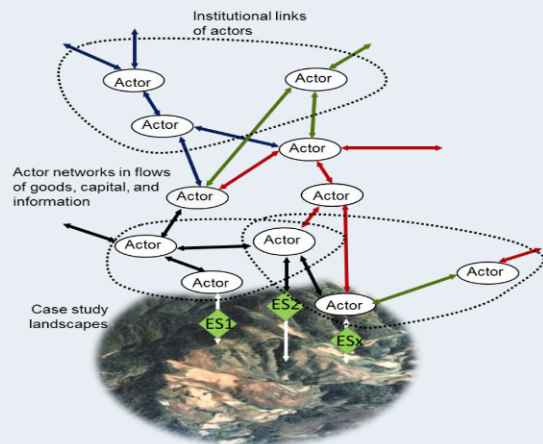 Institutional links
of actors
Actor
Actor
Actor
Actor
Actor networks in flows
of goods, capital, and
information
Actor
Actor
Actor
Actor
Actor
Actor
Case study
landscapes
Actor
ES1
ES2
ESx